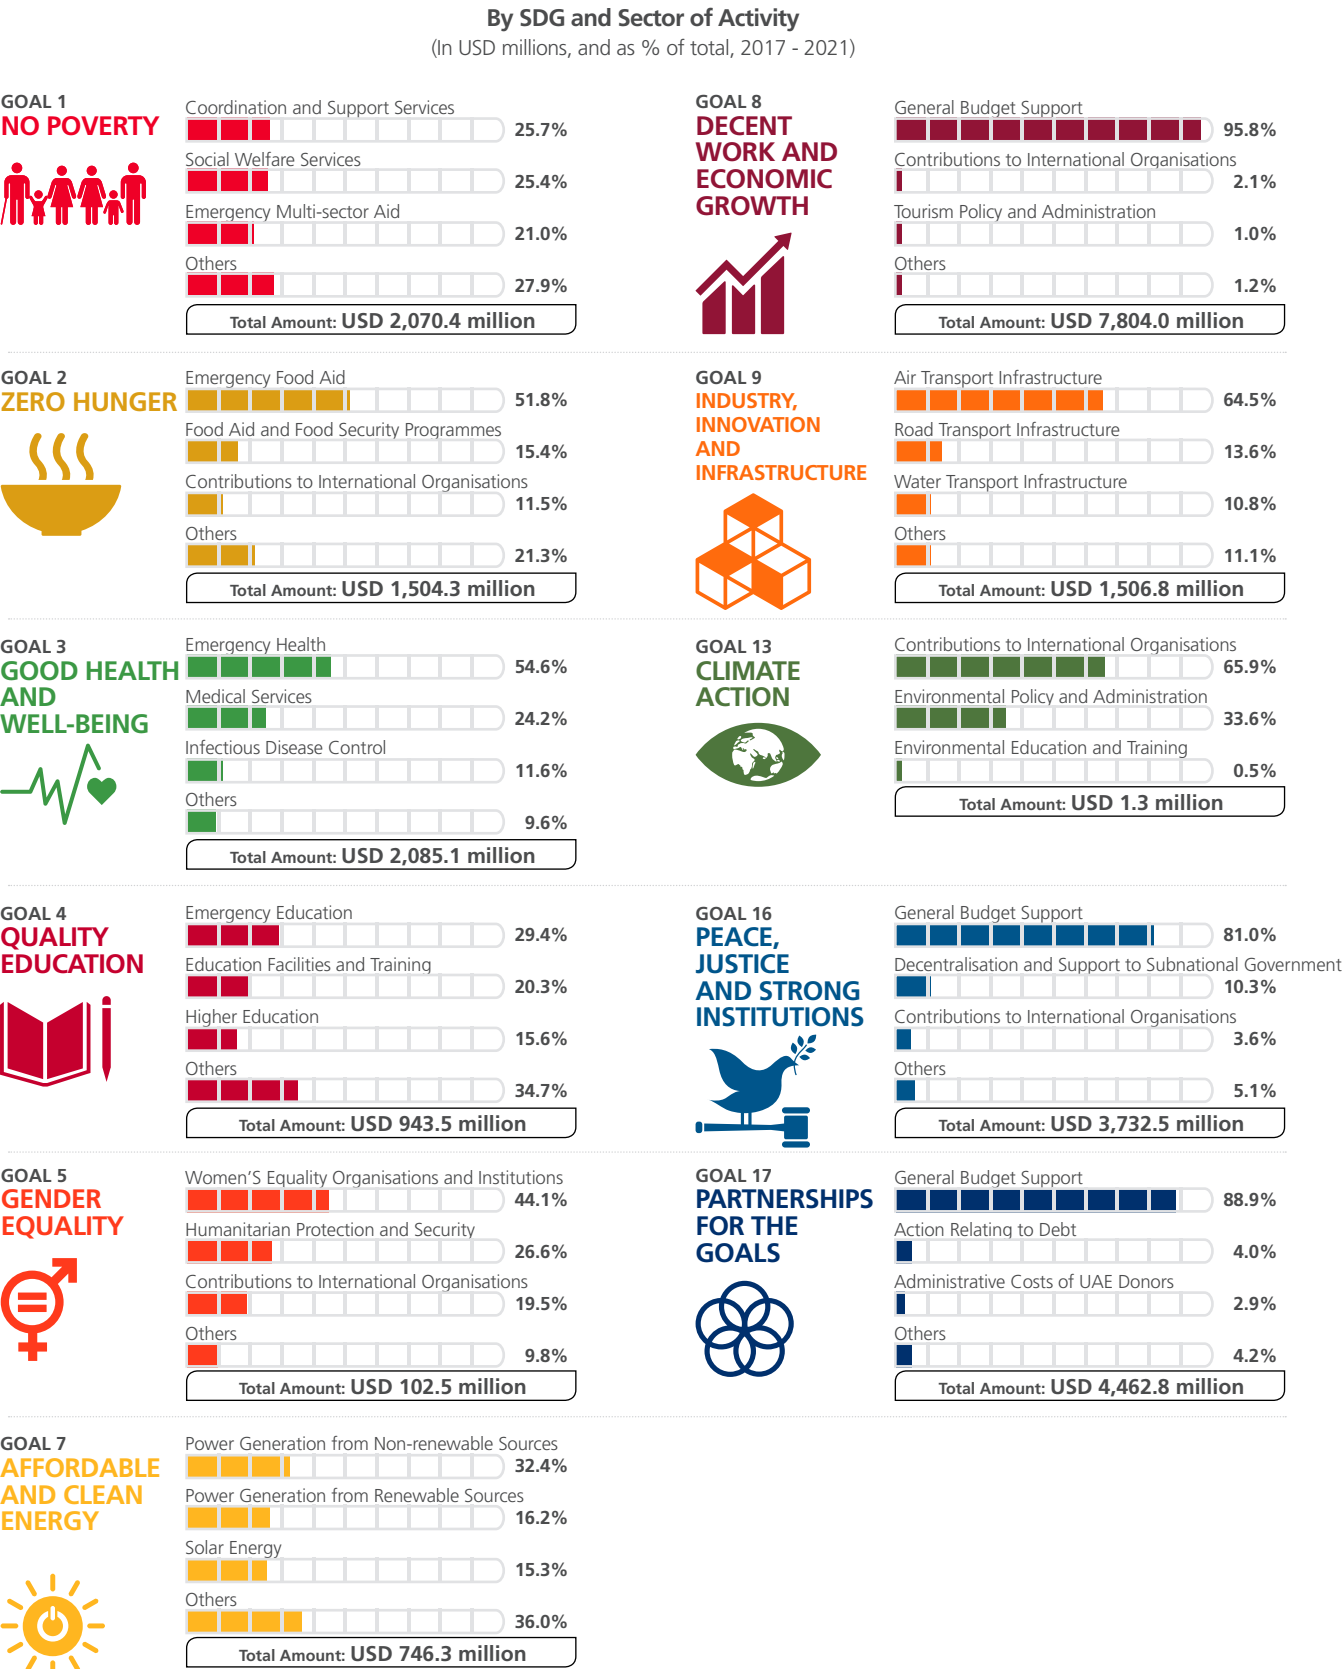 By SDG and Sector of Activity
(In USD millions, and as % of total, 2017 - 2021)
GOAL 1
NO POVERTY
Coordination and Support Services
25.7%
Social Welfare Services
25.4%
Emergency Multi-sector Aid
21.0%
Others
27.9%
Total Amount: USD 2,070.4 million
GOAL 2
ZERO HUNGER
Emergency Food Aid
51.8%
Food Aid and Food Security Programmes
15.4%
Contributions to International Organisations
11.5%
Others
21.3%
Total Amount: USD 1,504.3 million
GOAL 3
GOOD HEALTH
AND
WELL-BEING
Emergency Health
54.6%
Medical Services
24.2%
Infectious Disease Control
11.6%
Others
9.6%
Total Amount: USD 2,085.1 million
GOAL 4
QUALITY
EDUCATION
Emergency Education
29.4%
Education Facilities and Training
20.3%
Higher Education
15.6%
Others
34.7%
Total Amount: USD 943.5 million
GOAL 5
GENDER
EQUALITY
Women'S Equality Organisations and Institutions
44.1%
Humanitarian Protection and Security
26.6%
Contributions to International Organisations
19.5%
Others
9.8%
Total Amount: USD 102.5 million
GOAL 7
AFFORDABLE
AND CLEAN
ENERGY
Power Generation from Non-renewable Sources
32.4%
Power Generation from Renewable Sources
16.2%
Solar Energy
15.3%
Others
36.0%
Total Amount: USD 746.3 million
GOAL 8
DECENT
WORK AND
ECONOMIC
GROWTH
General Budget Support
95.8%
Contributions to International Organisations
2.1%
Tourism Policy and Administration
1.0%
Others
1.2%
Total Amount: USD 7,804.0 million
GOAL 9
INDUSTRY,
INNOVATION
AND
INFRASTRUCTURE
Air Transport Infrastructure
64.5%
Road Transport Infrastructure
13.6%
Water Transport Infrastructure
10.8%
Others
11.1%
Total Amount: USD 1,506.8 million
GOAL 13
CLIMATE
ACTION
Contributions to International Organisations
65.9%
Environmental Policy and Administration
33.6%
Environmental Education and Training
0.5%
Total Amount: USD 1.3 million
GOAL 16
PEACE,
JUSTICE
AND STRONG
INSTITUTIONS
General Budget Support
81.0%
Decentralisation and Support to Subnational Government
10.3%
Contributions to International Organisations
3.6%
Others
5.1%
Total Amount: USD 3,732.5 million
GOAL 17
PARTNERSHIPS
FOR THE
GOALS
General Budget Support
88.9%
Action Relating to Debt
4.0%
Administrative Costs of UAE Donors
2.9%
Others
4.2%
Total Amount: USD 4,462.8 million